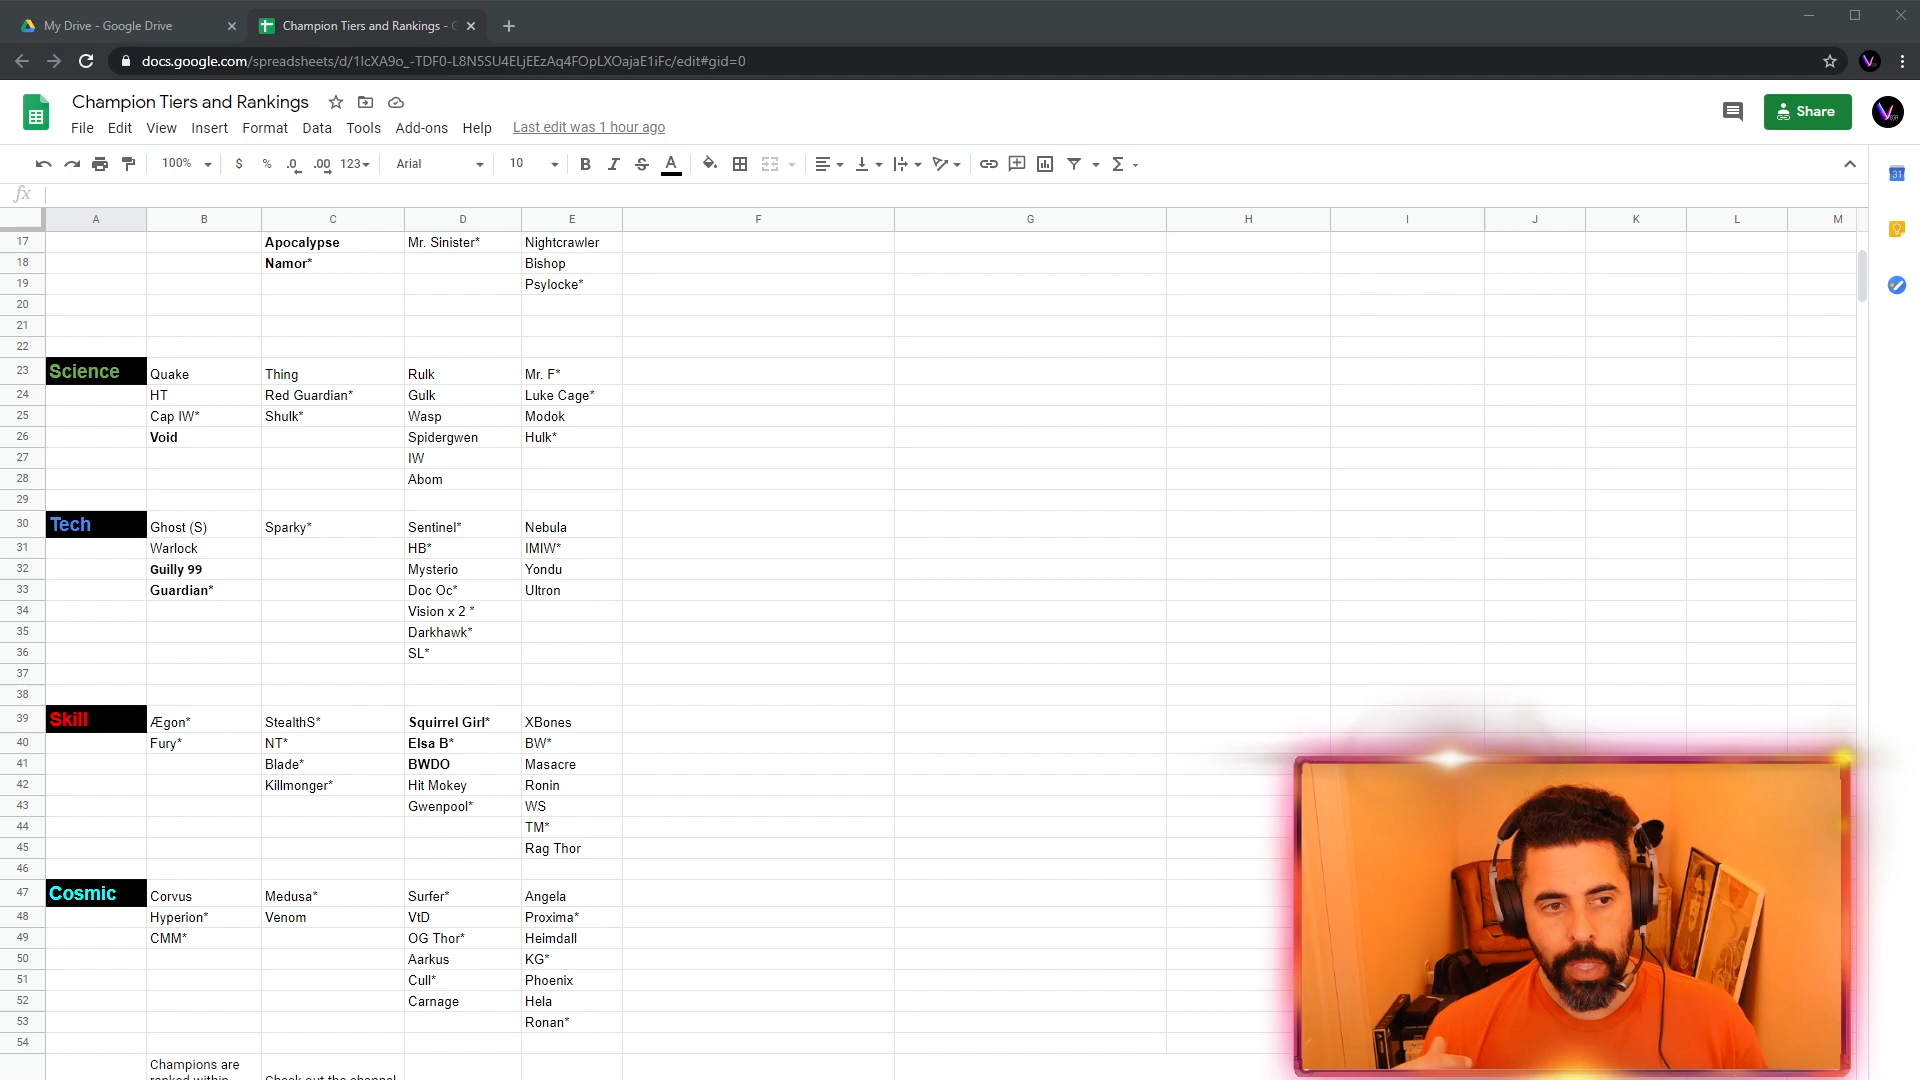 My Drive - Google Drive
Champion Tiers and Rankings - G
docs.google.com/spreadsheets/d/1lcXA9o_-TDF0-L8N5SU4ELjEEzAq4FOpLXOajaE1iFc/edit#gid=0
Champion Tiers and Rankings
File Edit View Insert Format Data Tools Add-ons Help Last edit was 1 hour ago
Share
100% $ % .0 .00 123 Arial 10 B I S A
fx
31
A B C D E F G H I J K L M
17 Apocalypse Mr. Sinister* Nightcrawler
18 Namor* Bishop
19 Psylocke*
20
21
22
23 Science Quake Thing Rulk Mr. F*
24 HT Red Guardian* Gulk Luke Cage*
25 Cap IW* Shulk* Wasp Modok
26 Void Spidergwen Hulk*
27 IW
28 Abom
29
30 Tech Ghost (S) Sparky* Sentinel* Nebula
31 Warlock HB* IMIW*
32 Guilly 99 Mysterio Yondu
33 Guardian* Doc Oc* Ultron
34 Vision x 2 *
35 Darkhawk*
36 SL*
37
38
39 Skill Ægon* StealthS* Squirrel Girl* XBones
40 Fury* NT* Elsa B* BW*
41 Blade* BWDO Masacre
42 Killmonger* Hit Mokey Ronin
43 Gwenpool* WS
44 TM*
45 Rag Thor
46
47 Cosmic Corvus Medusa* Surfer* Angela
48 Hyperion* Venom VtD Proxima*
49 CMM* OG Thor* Heimdall
50 Aarkus KG*
51 Cull* Phoenix
52 Carnage Hela
53 Ronan*
54
Champions are
ranked within Check out the channel